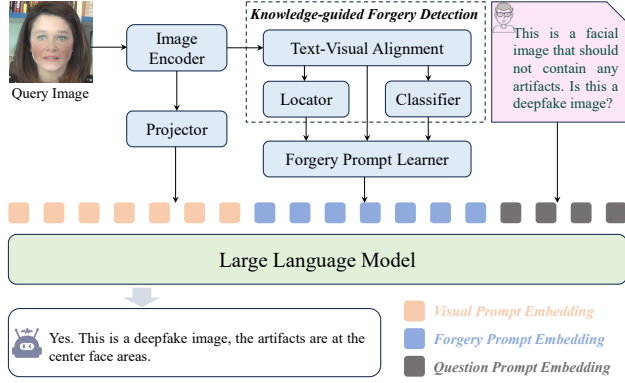 Knowledge-guided Forgery Detection
Image
Encoder
Text-Visual Alignment
This is a facial
image that should
not contain any
artifacts. Is this a
deepfake image?
Query Image
Locator
Classifier
Projector
Forgery Prompt Learner
Large Language Model
Yes. This is a deepfake image, the artifacts are at the
center face areas.
Visual Prompt Embedding
Forgery Prompt Embedding
Question Prompt Embedding